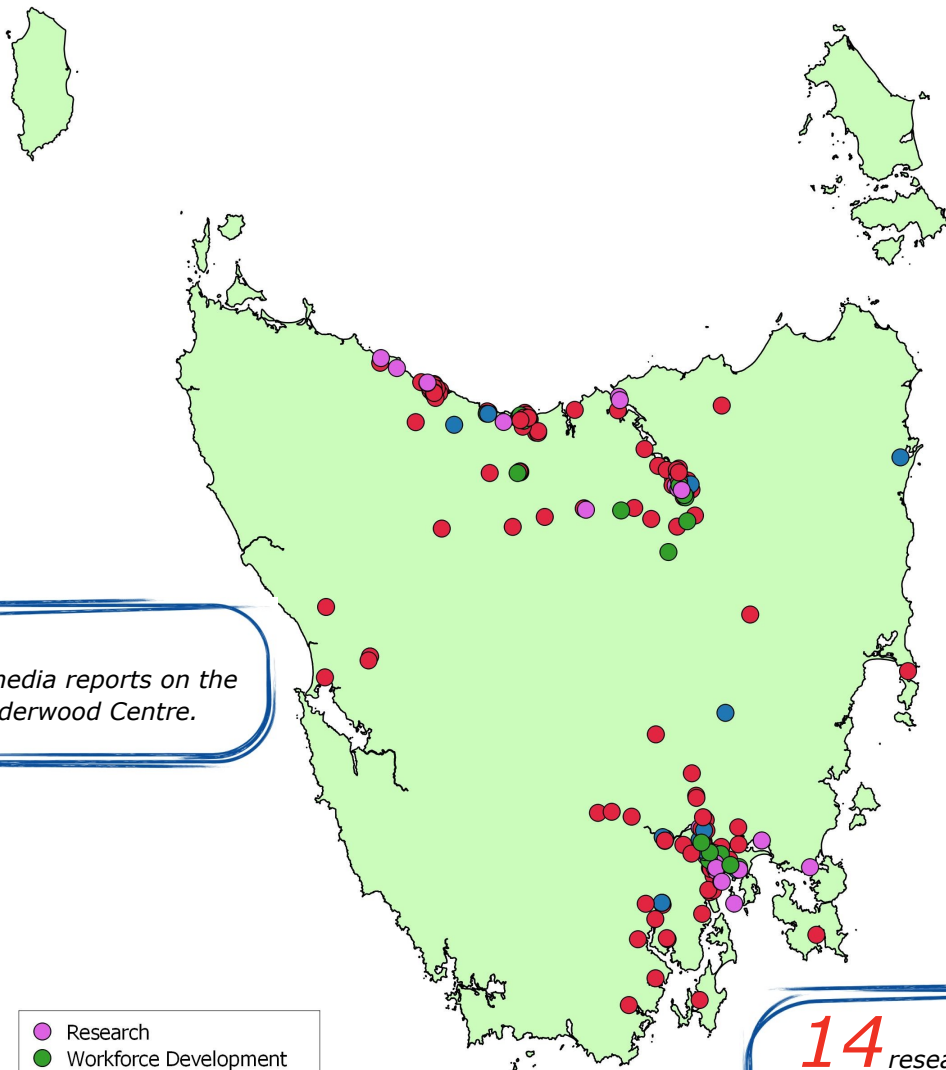 media reports on the
derwood Centre.
Research
Workforce Development
14 resea